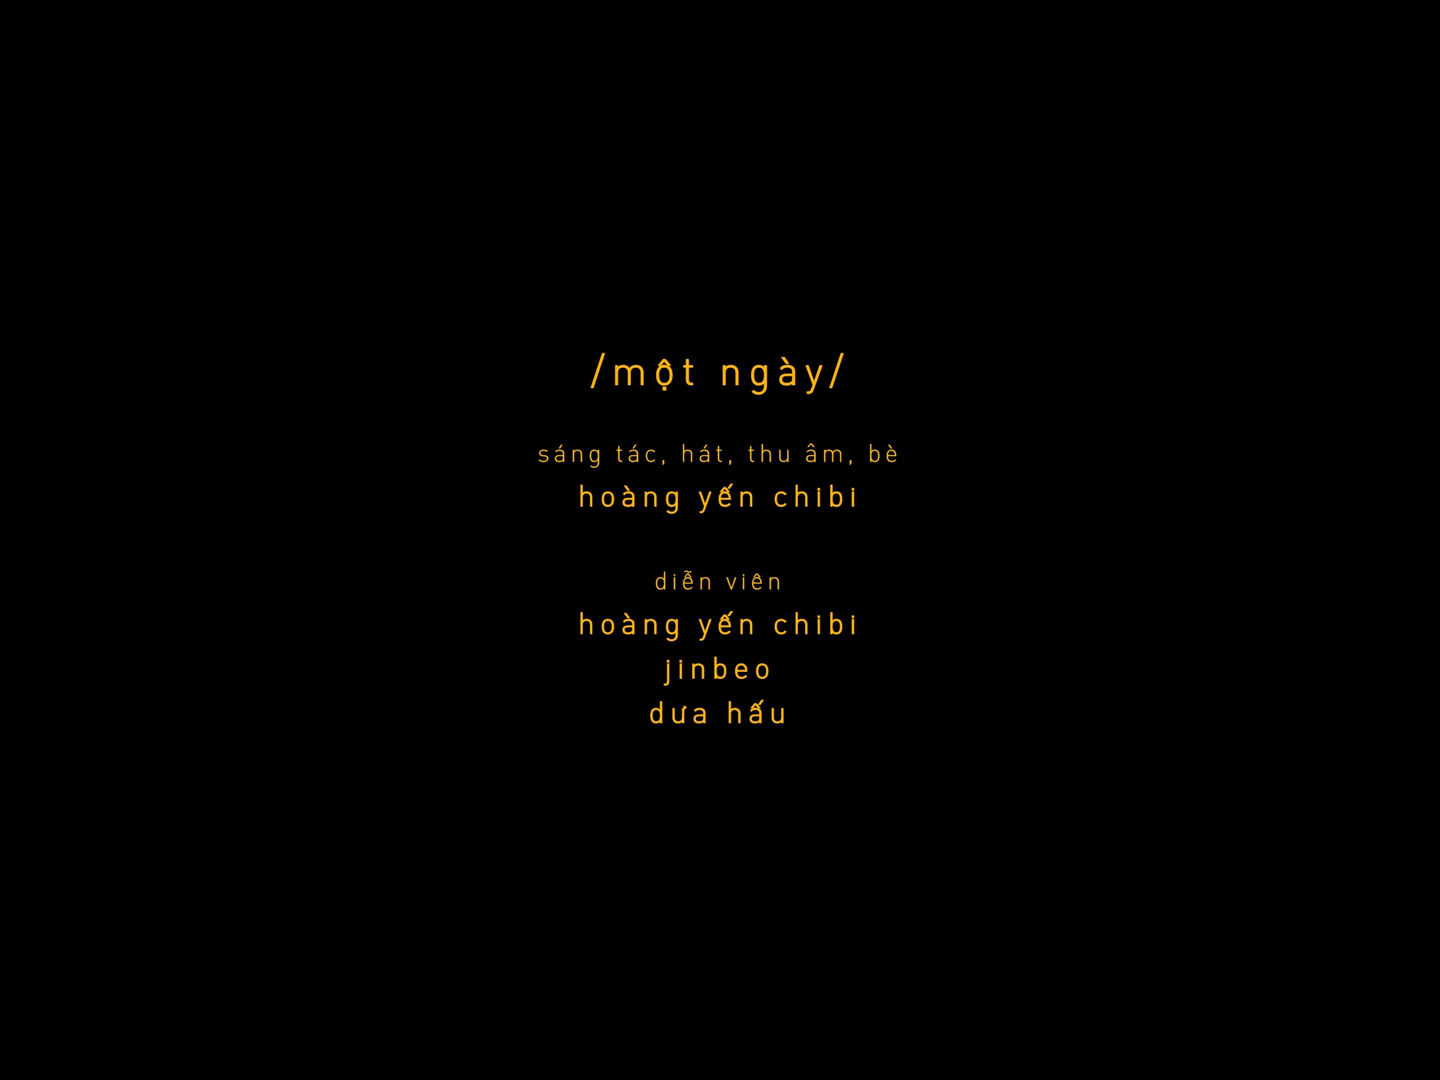 /một ngày/
sáng tác, hát, thu âm, bè
hoàng yến chibi
diễn viên
hoàng yến chibi
jinbeo
dưa hấu